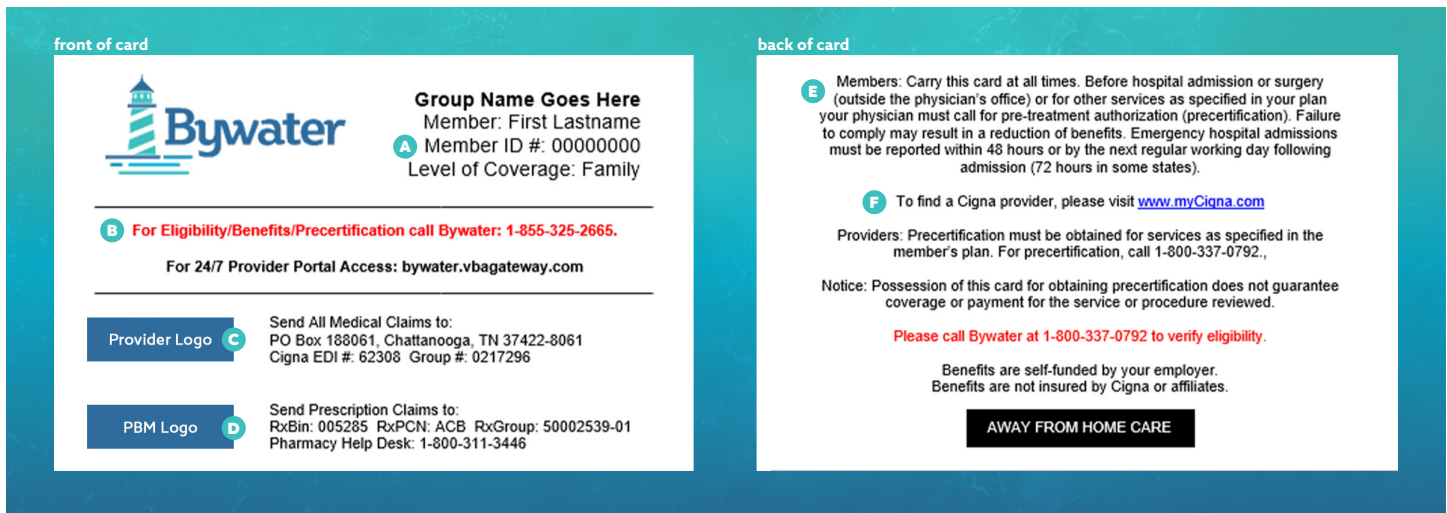 front of card
Bywater
Group Name Goes Here
Member: First Lastname
A Member ID #: 00000000
Level of Coverage: Family
B For Eligibility/Benefits/Precertification call Bywater: 1-855-325-2665.
For 24/7 Provider Portal Access: bywater.vbagateway.com
Provider Logo C
Send All Medical Claims to:
PO Box 188061, Chattanooga, TN 37422-8061
Cigna EDI #: 62308 Group #: 0217296
PBM Logo D
Send Prescription Claims to:
RxBin: 005285 RxPCN: ACB RxGroup: 50002539-01
Pharmacy Help Desk: 1-800-311-3446
back of card
E Members: Carry this card at all times. Before hospital admission or surgery
(outside the physician's office) or for other services as specified in your plan
your physician must call for pre-treatment authorization (precertification). Failure
to comply may result in a reduction of benefits. Emergency hospital admissions
must be reported within 48 hours or by the next regular working day following
admission (72 hours in some states).
F To find a Cigna provider, please visit www.myCigna.com
Providers: Precertification must be obtained for services as specified in the
member's plan. For precertification, call 1-800-337-0792.,
Notice: Possession of this card for obtaining precertification does not guarantee
coverage or payment for the service or procedure reviewed.
Please call Bywater at 1-800-337-0792 to verify eligibility.
Benefits are self-funded by your employer.
Benefits are not insured by Cigna or affiliates.
AWAY FROM HOME CARE